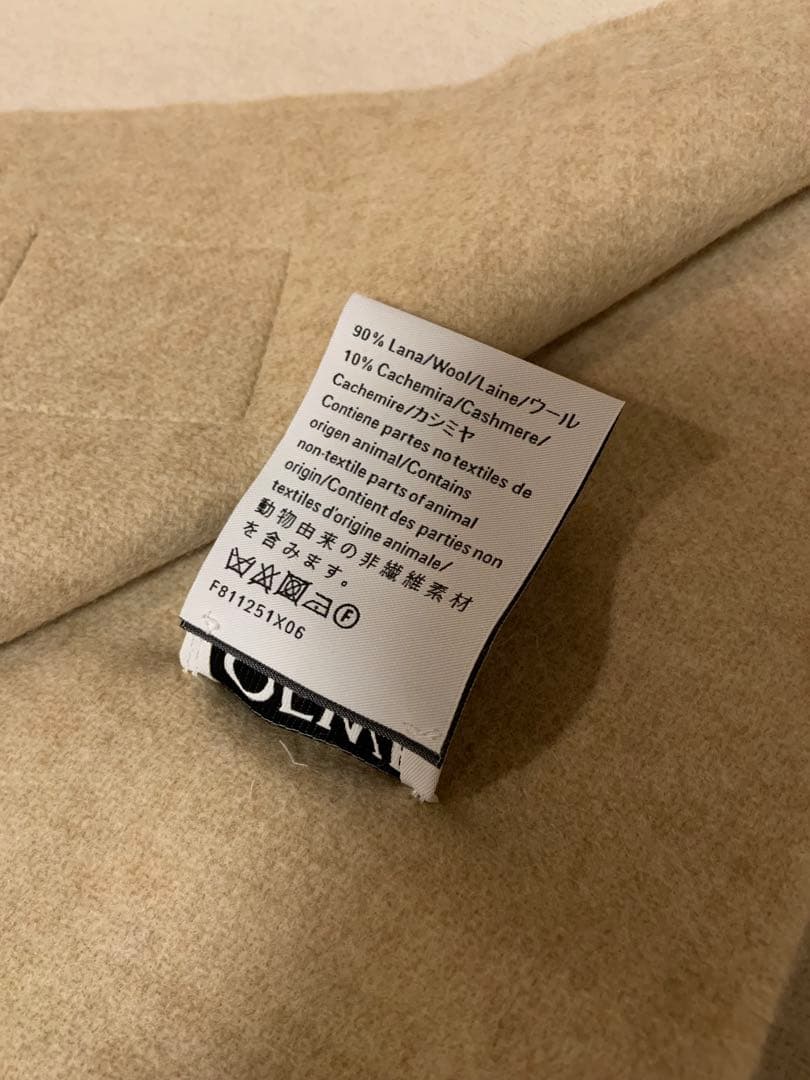 90% Lana/Wool/Laine/ウール
10% Cachemira/Cashmere/
Cachemire/カシミヤ
Contiene partes no textiles de
origen animal/Contains
non-textile parts of animal
origin/Contient des parties non
textiles d'origine animale/
動物由来の非繊維素材
を含みます。
F
F811251X06